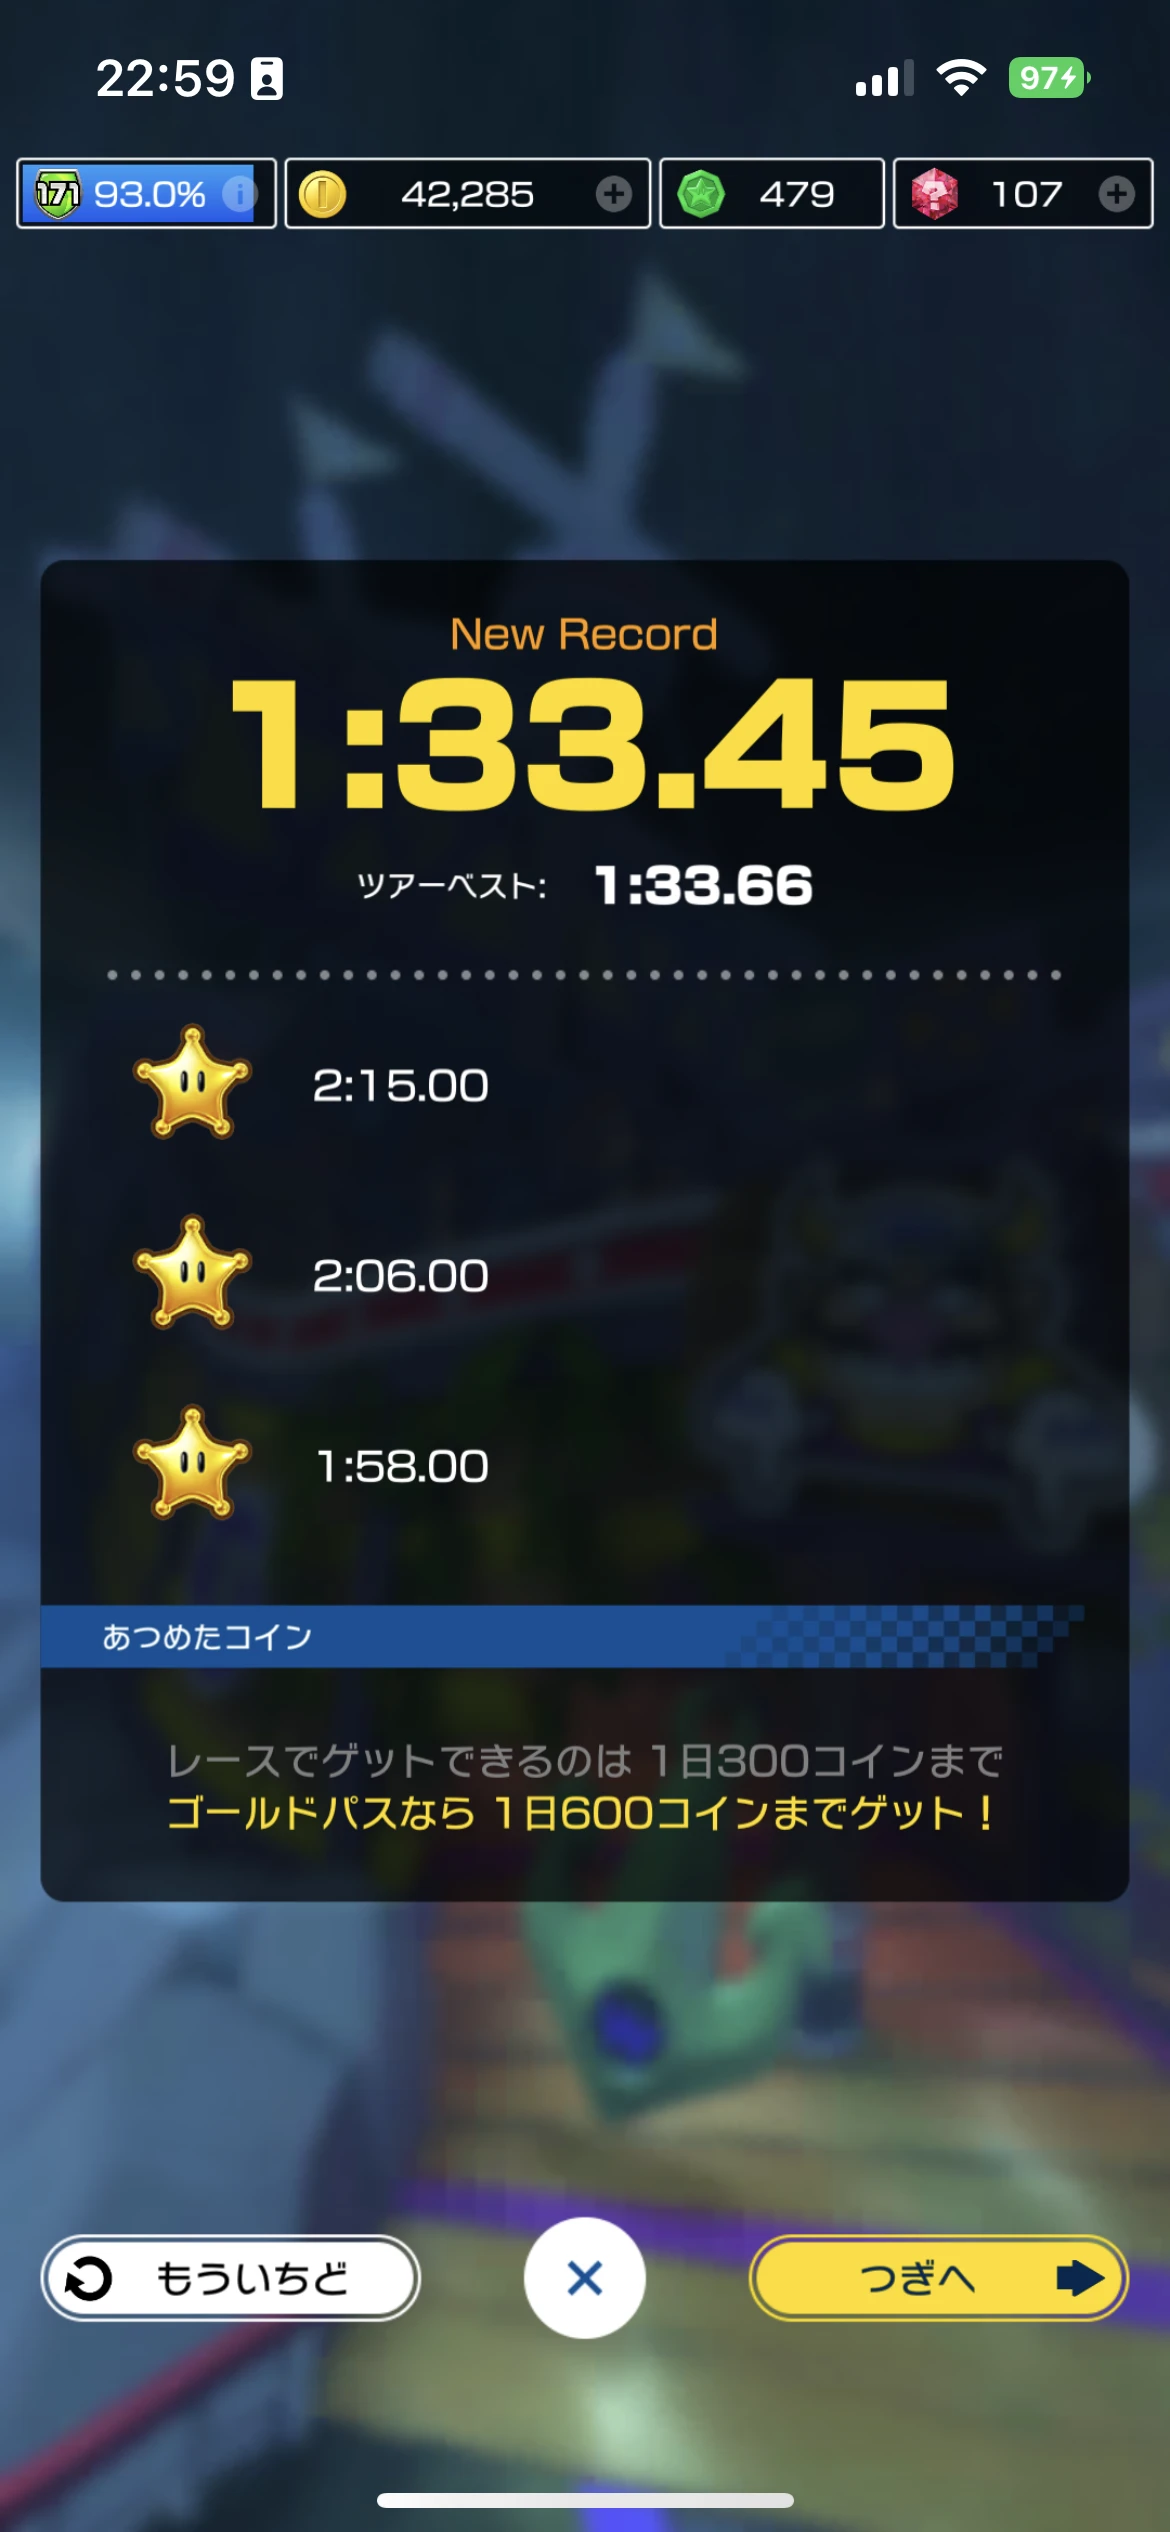 22:59
97
171 93.0% i
42,285 +
479
107 +
New Record
1:33.45
ツアーベスト: 1:33.66
2:15.00
2:06.00
1:58.00
あつめたコイン
レースでゲットできるのは 1日300コインまで
ゴールドパスなら 1日600コインまでゲット！
もういちど
×
つぎへ